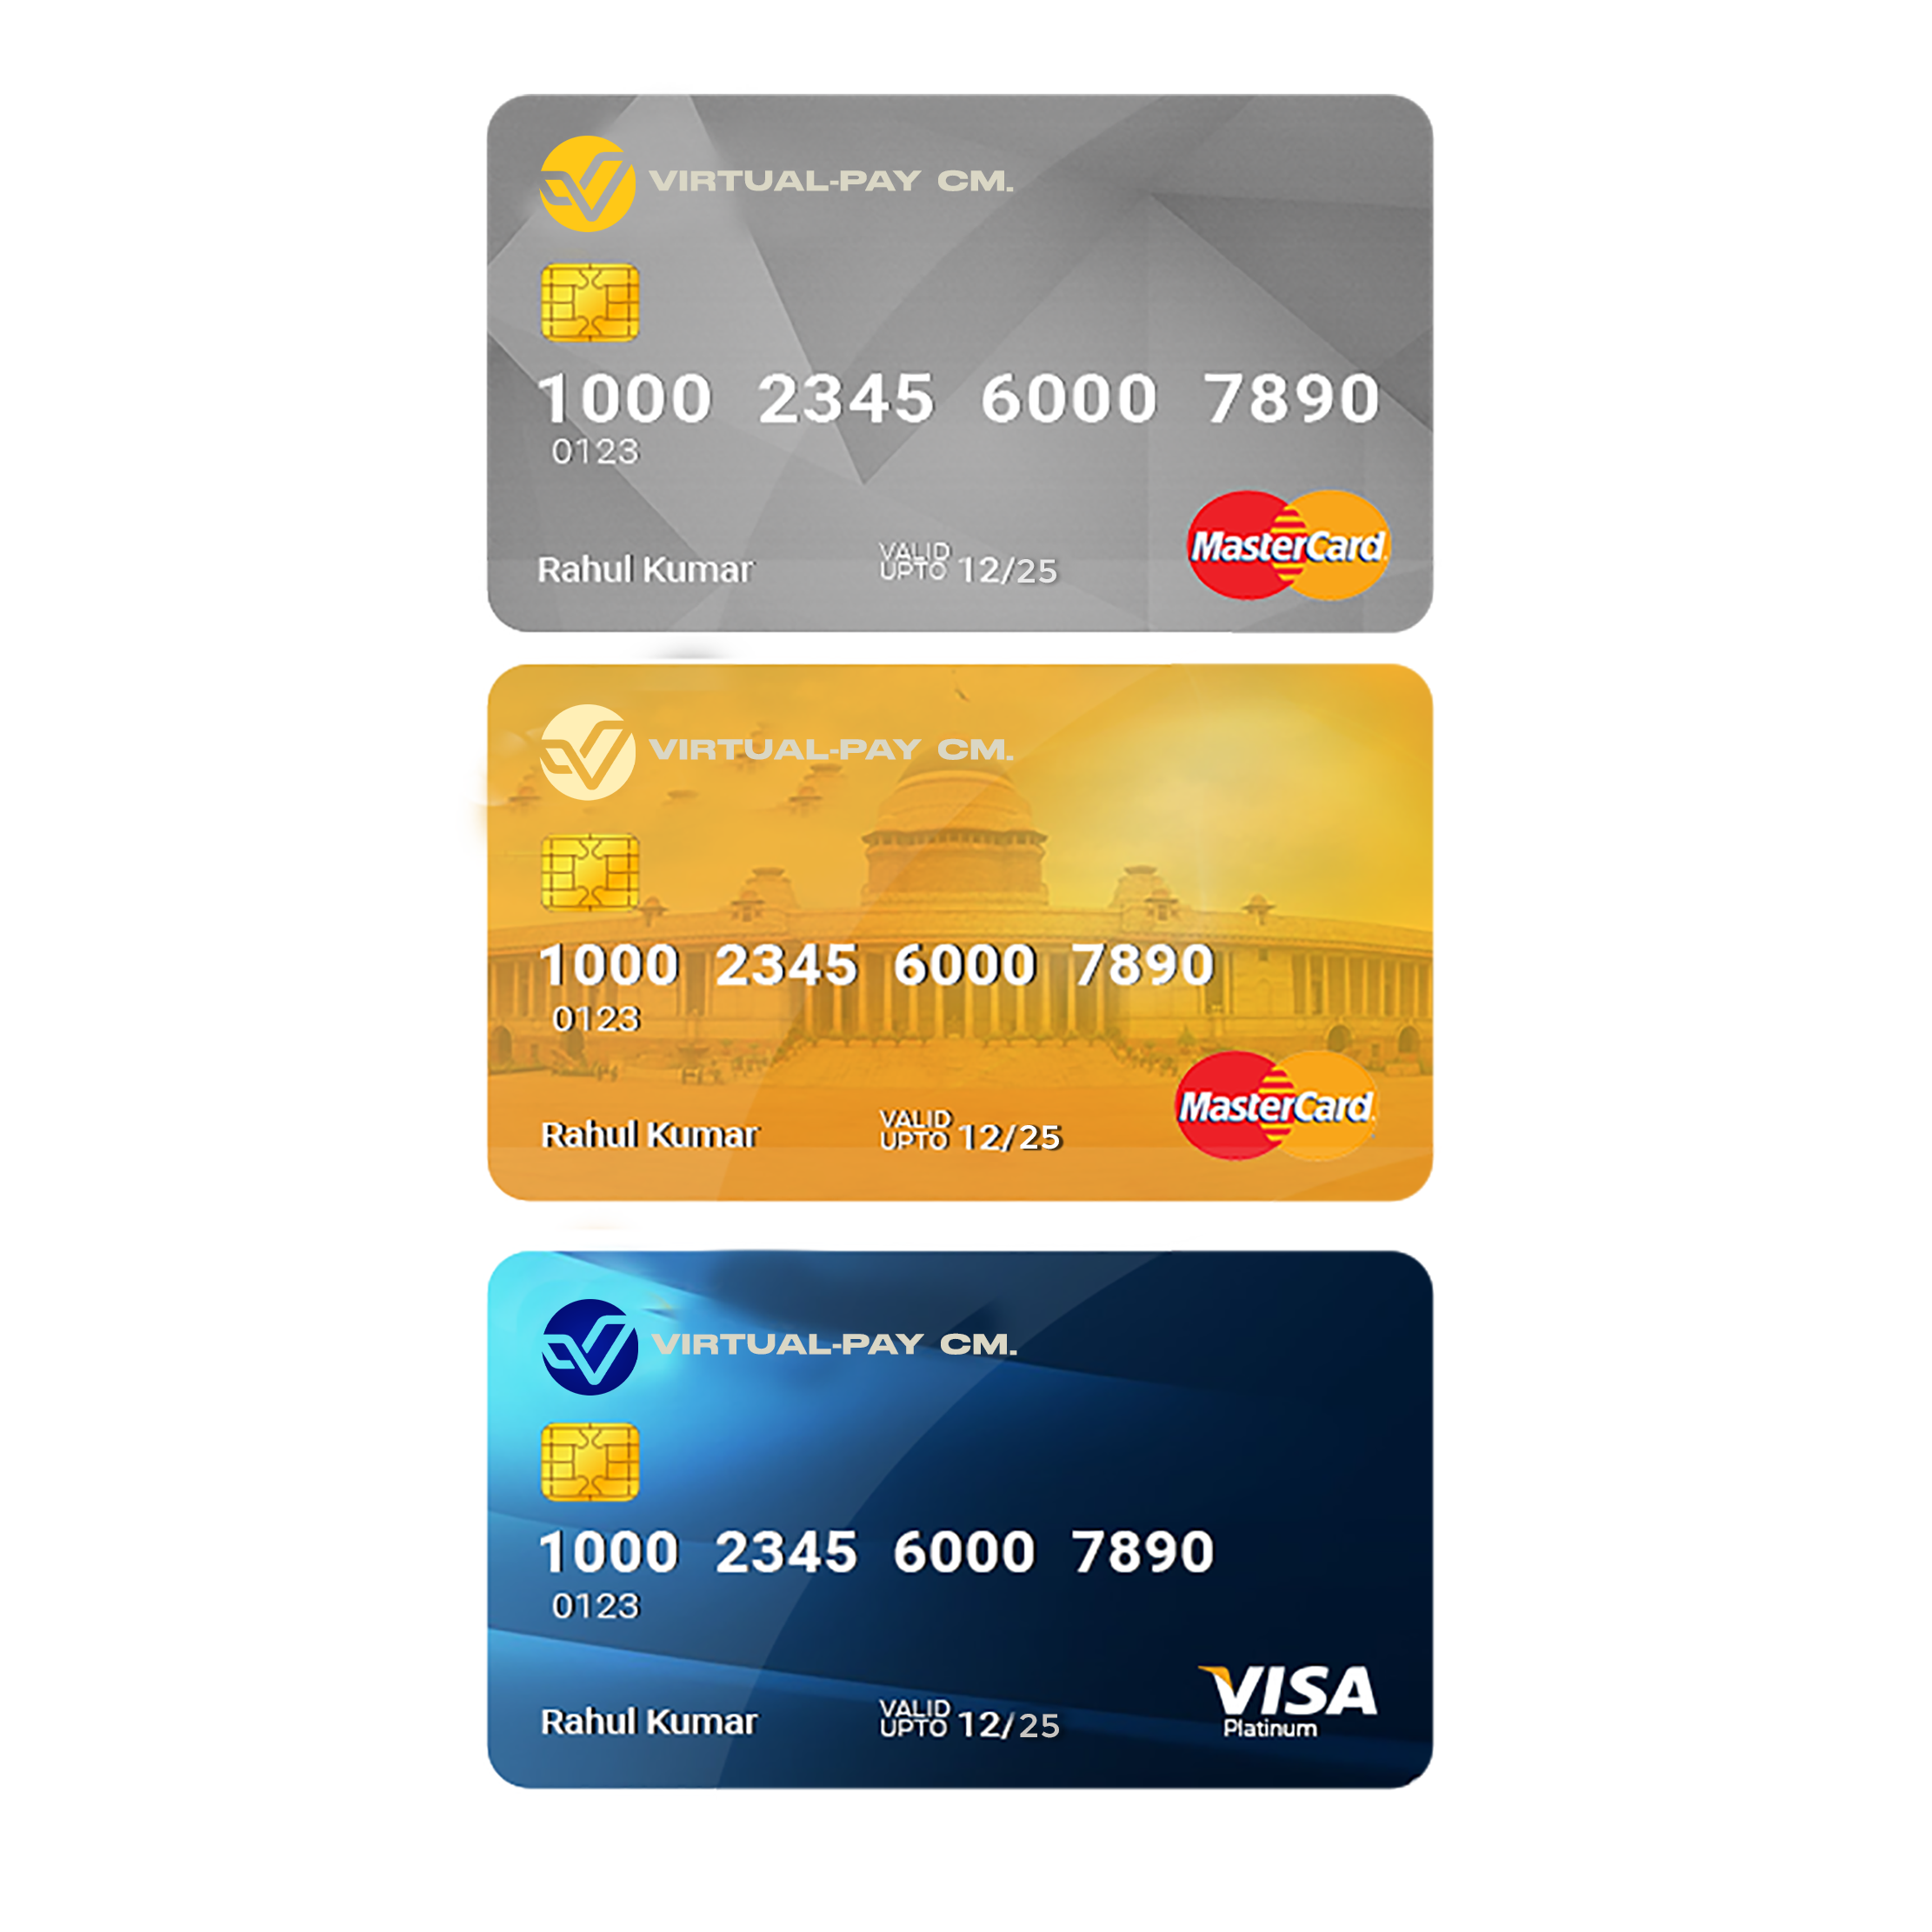 VIRTUAL-PAY CM.
1000 2345 6000 7890
0123
Rahul Kumar
VALID
UPTO 12/25
MasterCard
VIRTUAL-PAY CM.
1000 2345 6000 7890
0123
Rahul Kumar
VALID
UPTO 12/25
MasterCard
VIRTUAL-PAY CM.
1000 2345 6000 7890
0123
Rahul Kumar
VALID
UPTO 12/25
VISA
Platinum